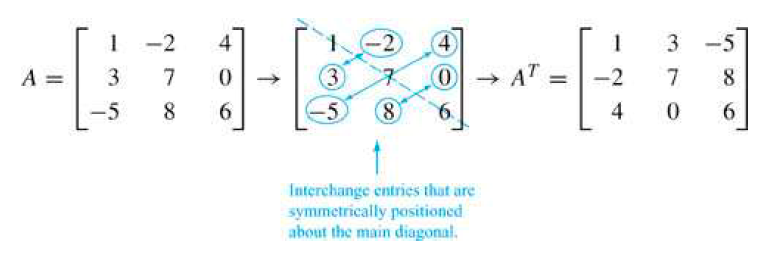 1 -2 4 1 -2 4 1 3 -5
A = 3 7 0 → 3 7 0 → Aᵀ = -2 7 8
-5 8 6 -5 8 6 4 0 6
Interchange entries that are
symmetrically positioned
about the main diagonal.